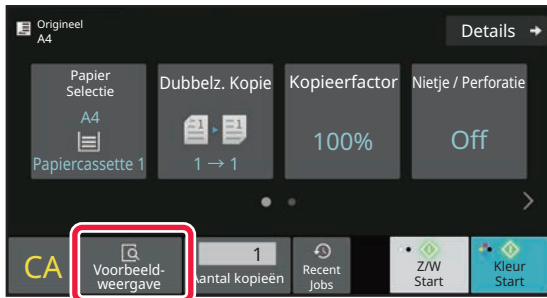 Origineel
A4
Details
Papier
Selectie
A4
Papiercassette 1
Dubbelz. Kopie
1 → 1
Kopieerfactor
100%
Nietje / Perforatie
Off
CA
Voorbeeld-
weergave
1
Aantal kopieën
Recent
Jobs
Z/W
Start
Kleur
Start